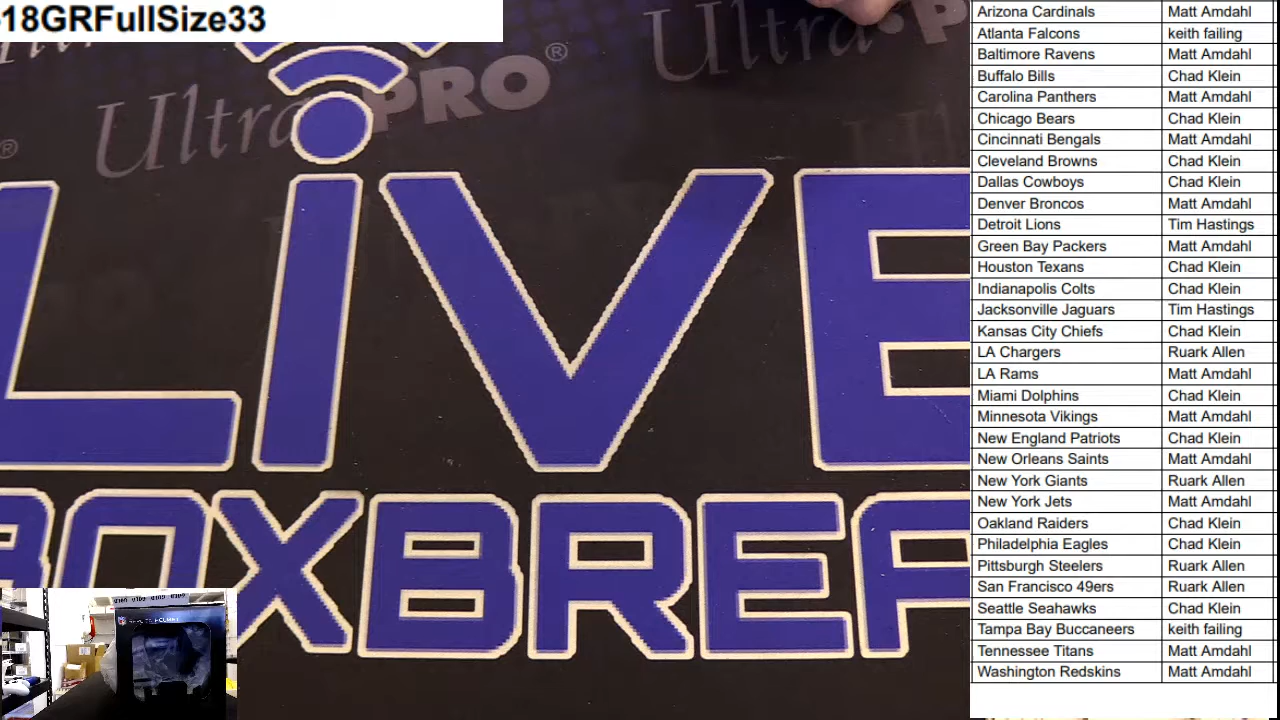 18GRFullSize33
Ultra PRO®
Ultra PRO
®
LiVE
BOXBREA
Arizona Cardinals Matt Amdahl
Atlanta Falcons keith failing
Baltimore Ravens Matt Amdahl
Buffalo Bills Chad Klein
Carolina Panthers Matt Amdahl
Chicago Bears Chad Klein
Cincinnati Bengals Matt Amdahl
Cleveland Browns Chad Klein
Dallas Cowboys Chad Klein
Denver Broncos Matt Amdahl
Detroit Lions Tim Hastings
Green Bay Packers Matt Amdahl
Houston Texans Chad Klein
Indianapolis Colts Chad Klein
Jacksonville Jaguars Tim Hastings
Kansas City Chiefs Chad Klein
LA Chargers Ruark Allen
LA Rams Matt Amdahl
Miami Dolphins Chad Klein
Minnesota Vikings Matt Amdahl
New England Patriots Chad Klein
New Orleans Saints Matt Amdahl
New York Giants Ruark Allen
New York Jets Matt Amdahl
Oakland Raiders Chad Klein
Philadelphia Eagles Chad Klein
Pittsburgh Steelers Ruark Allen
San Francisco 49ers Ruark Allen
Seattle Seahawks Chad Klein
Tampa Bay Buccaneers keith failing
Tennessee Titans Matt Amdahl
Washington Redskins Matt Amdahl